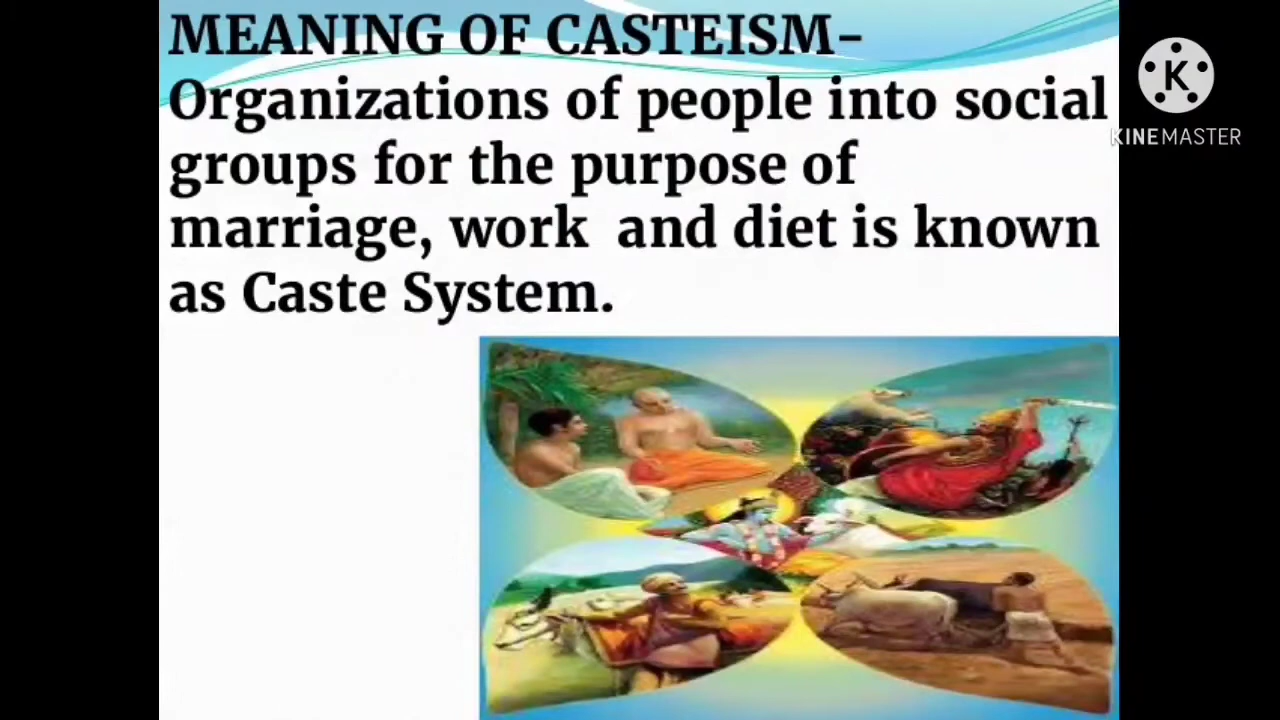 MEANING OF CASTEISM-
Organizations of people into social
groups for the purpose of
marriage, work and diet is known
as Caste System.
K
KINEMASTER